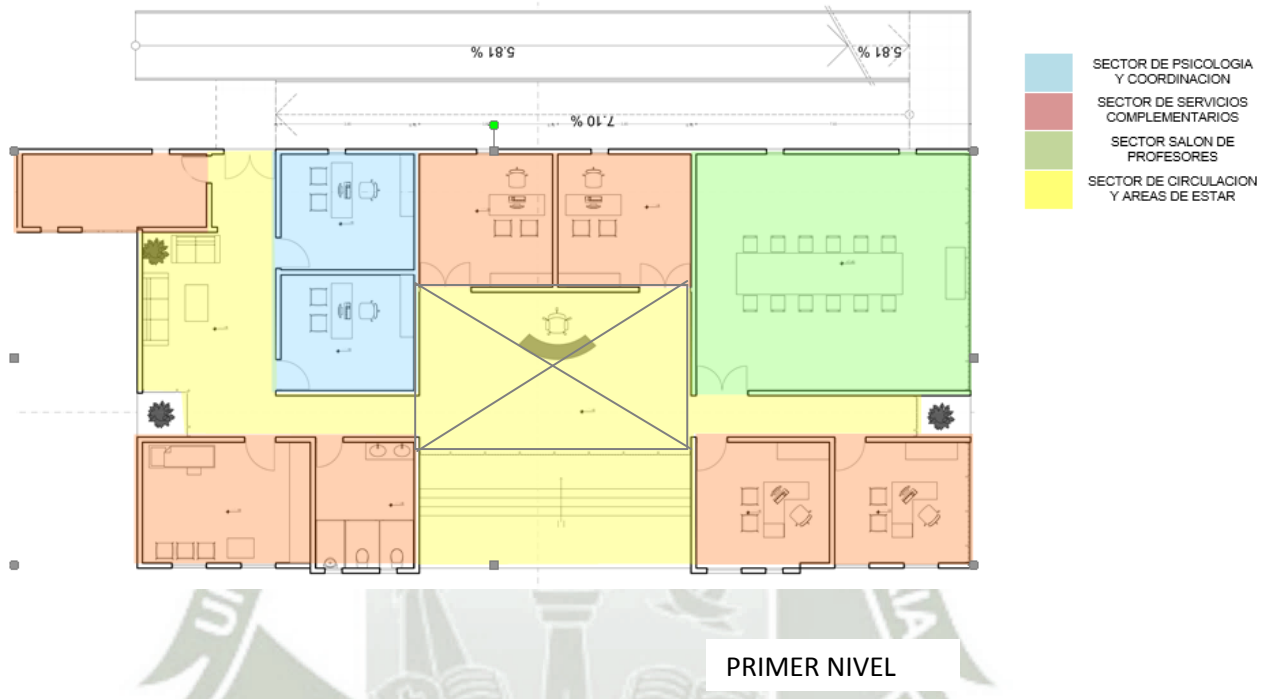 5.81 %
5.81 %
7.10 %
SECTOR DE PSICOLOGIA
Y COORDINACION
SECTOR DE SERVICIOS
COMPLEMENTARIOS
SECTOR SALON DE
PROFESORES
SECTOR DE CIRCULACION
Y AREAS DE ESTAR
PRIMER NIVEL